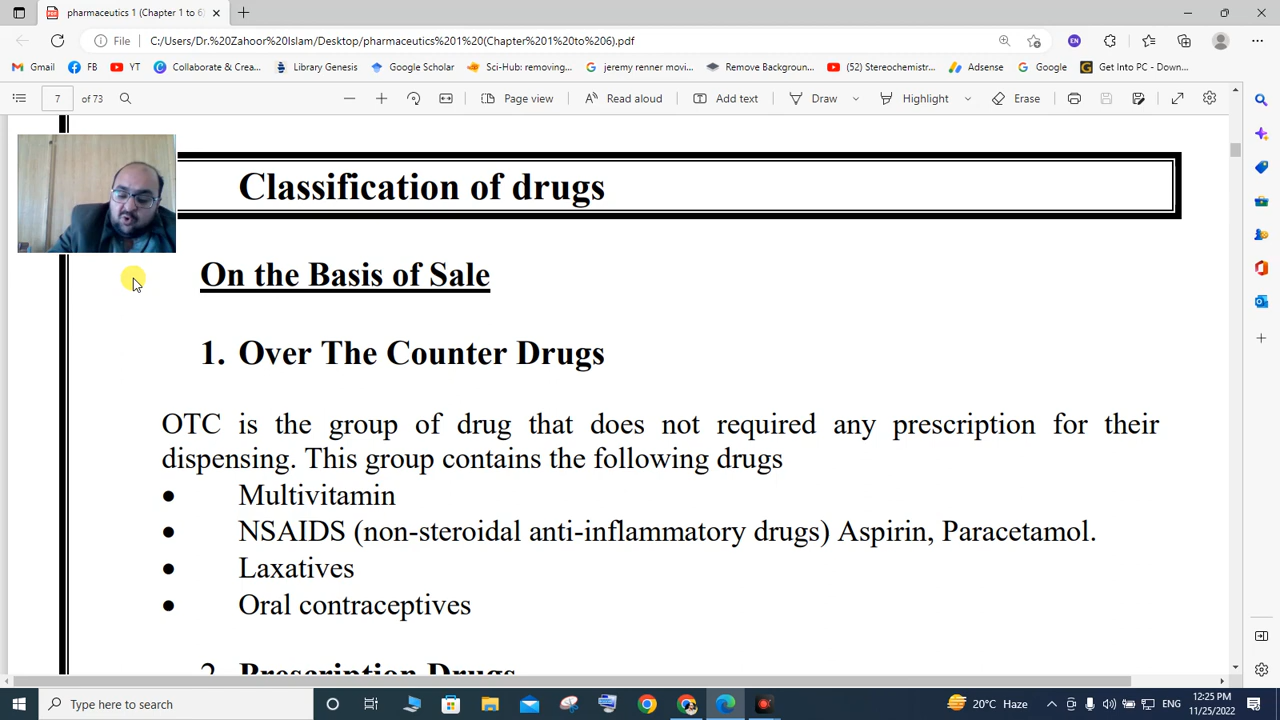 pharmaceutics 1 (Chapter 1 to 6)
File C:/Users/Dr.%20Zahoor%20Islam/Desktop/pharmaceutics%201%20(Chapter%201%20to%206).pdf
Gmail FB YT Collaborate & Crea... Library Genesis Google Scholar Sci-Hub: removing... jeremy renner movi... Remove Background... (52) Stereochemistr... Adsense Google Get Into PC - Down...
7 of 73 Page view Read aloud Add text Draw Highlight Erase
Classification of drugs
On the Basis of Sale
1. Over The Counter Drugs
OTC is the group of drug that does not required any prescription for their
dispensing. This group contains the following drugs
• Multivitamin
• NSAIDS (non-steroidal anti-inflammatory drugs) Aspirin, Paracetamol.
• Laxatives
• Oral contraceptives
2. Prescription Drugs
Type here to search
20°C Haze
ENG
12:25 PM
11/25/2022